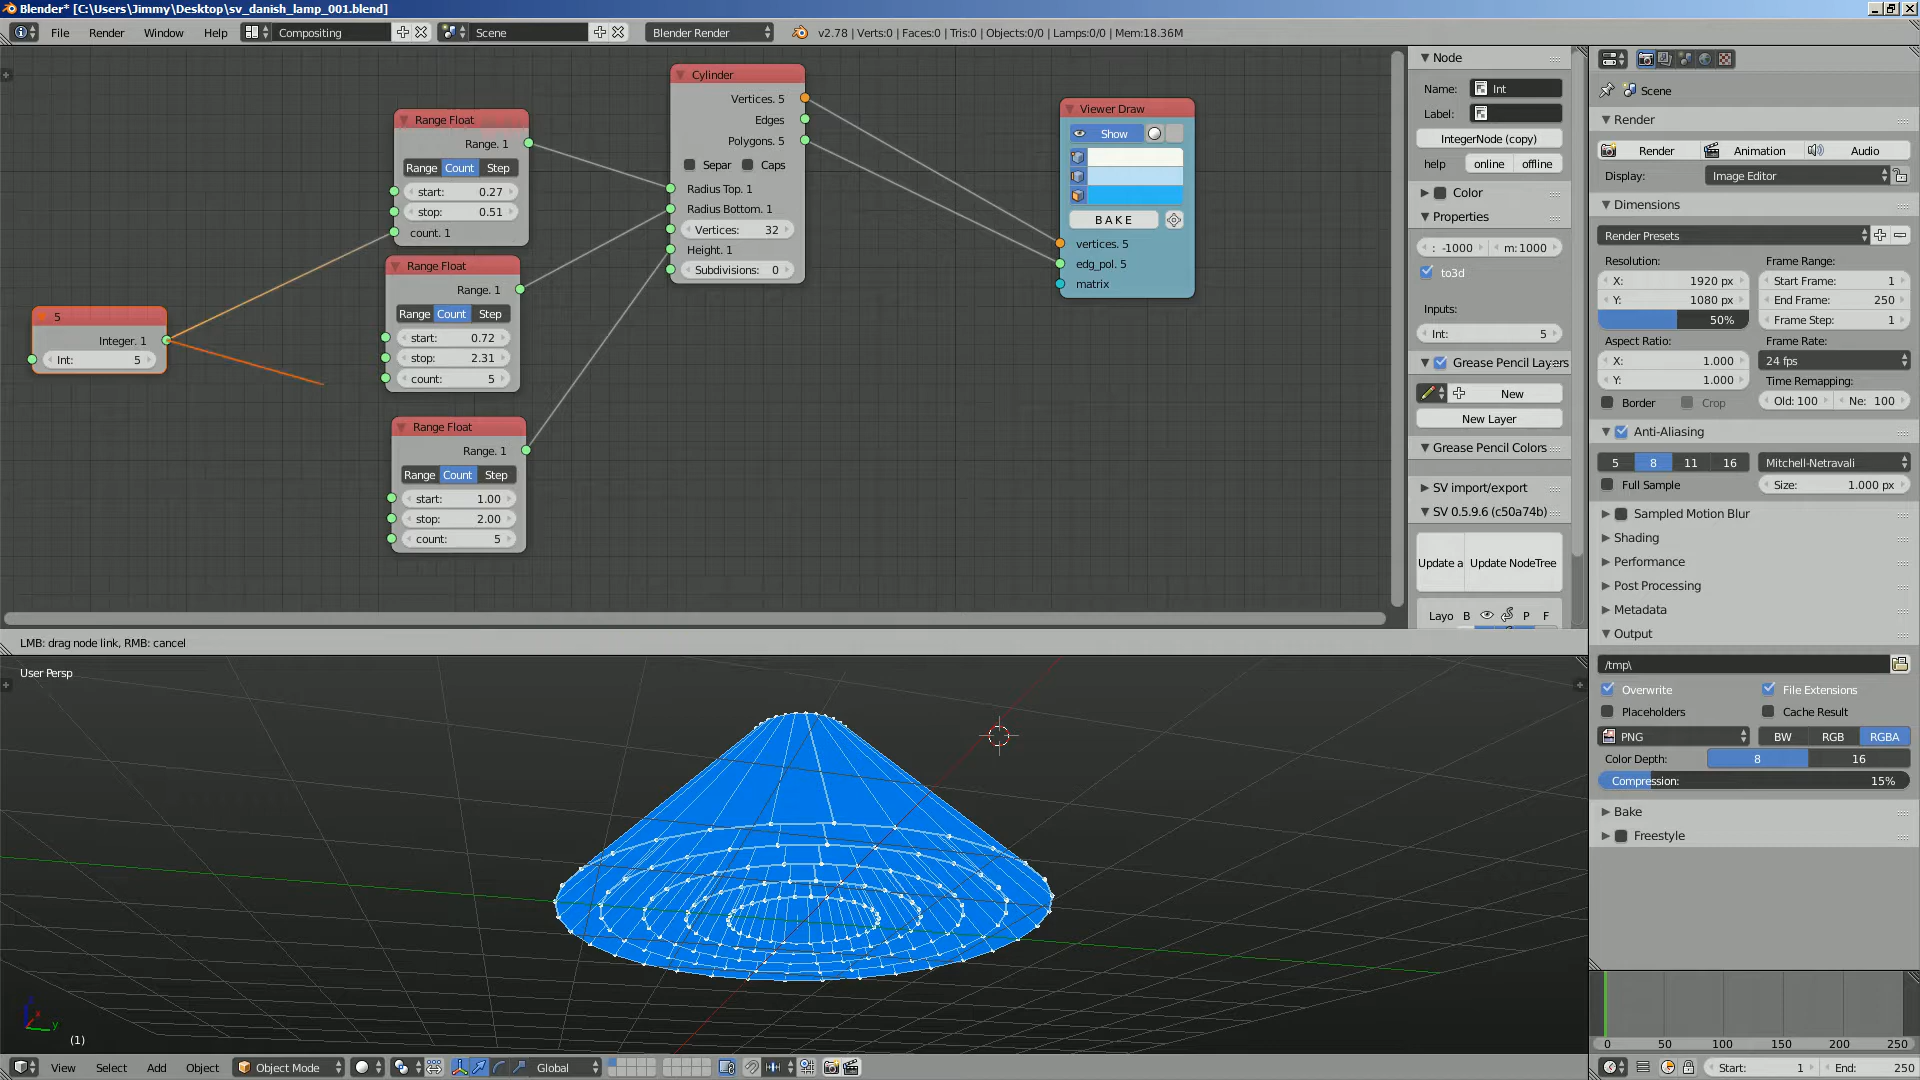 Blender* [C:\Users\Jimmy\Desktop\sv_danish_lamp_001.blend]
File Render Window Help Compositing Scene Blender Render v2.78 | Verts:0 | Faces:0 | Tris:0 | Objects:0/0 | Lamps:0/0 | Mem:18.36M
5
Integer. 1
Int: 5
Range Float
Range. 1
Range Count Step
start: 0.27
stop: 0.51
count. 1
Range Float
Range. 1
Range Count Step
start: 0.72
stop: 2.31
count: 5
Range Float
Range. 1
Range Count Step
start: 1.00
stop: 2.00
count: 5
Cylinder
Vertices. 5
Edges
Polygons. 5
Separ Caps
Radius Top. 1
Radius Bottom. 1
Vertices: 32
Height. 1
Subdivisions: 0
Viewer Draw
Show
BAKE
vertices. 5
edg_pol. 5
matrix
Node
Name: Int
Label:
IntegerNode (copy)
help online offline
Color
Properties
: -1000 m: 1000
to3d
Inputs:
Int: 5
Grease Pencil Layers
New
New Layer
Grease Pencil Colors
SV import/export
SV 0.5.9.6 (c50a74b)
Update a Update NodeTree
Layo B P F
Scene
Render
Render Animation Audio
Display: Image Editor
Dimensions
Render Presets
Resolution: Frame Range:
X: 1920 px Start Frame: 1
Y: 1080 px End Frame: 250
50% Frame Step: 1
Aspect Ratio: Frame Rate:
X: 1.000 24 fps
Y: 1.000 Time Remapping:
Border Crop Old: 100 Ne: 100
Anti-Aliasing
5 8 11 16 Mitchell-Netravali
Full Sample Size: 1.000 px
Sampled Motion Blur
Shading
Performance
Post Processing
Metadata
Output
/tmp\
Overwrite File Extensions
Placeholders Cache Result
PNG BW RGB RGBA
Color Depth: 8 16
Compression: 15%
Bake
Freestyle
LMB: drag node link, RMB: cancel
User Persp
x y
(1)
View Select Add Object Object Mode Global
0 50 100 150 200 250
Start: 1 End: 250